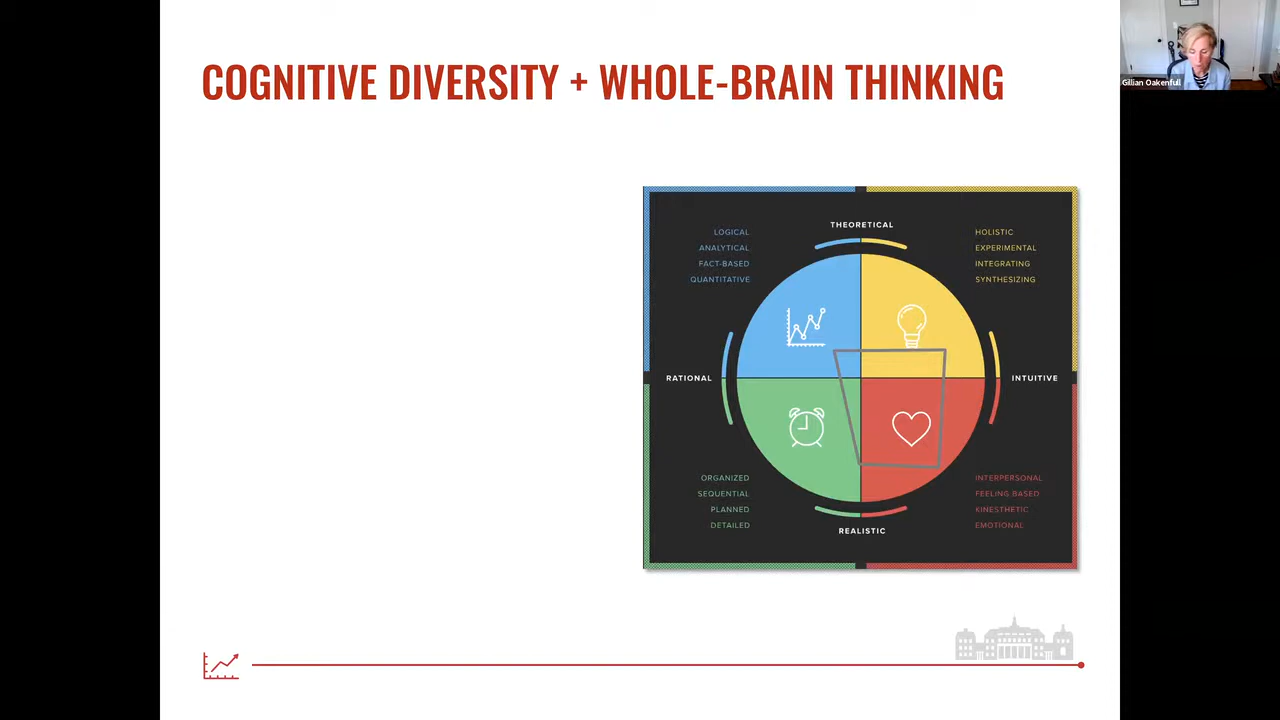 COGNITIVE DIVERSITY + WHOLE-BRAIN THINKING
Gillian Oakenfull
THEORETICAL
LOGICAL
ANALYTICAL
FACT-BASED
QUANTITATIVE
HOLISTIC
EXPERIMENTAL
INTEGRATING
SYNTHESIZING
RATIONAL
INTUITIVE
ORGANIZED
SEQUENTIAL
PLANNED
DETAILED
INTERPERSONAL
FEELING BASED
KINESTHETIC
EMOTIONAL
REALISTIC